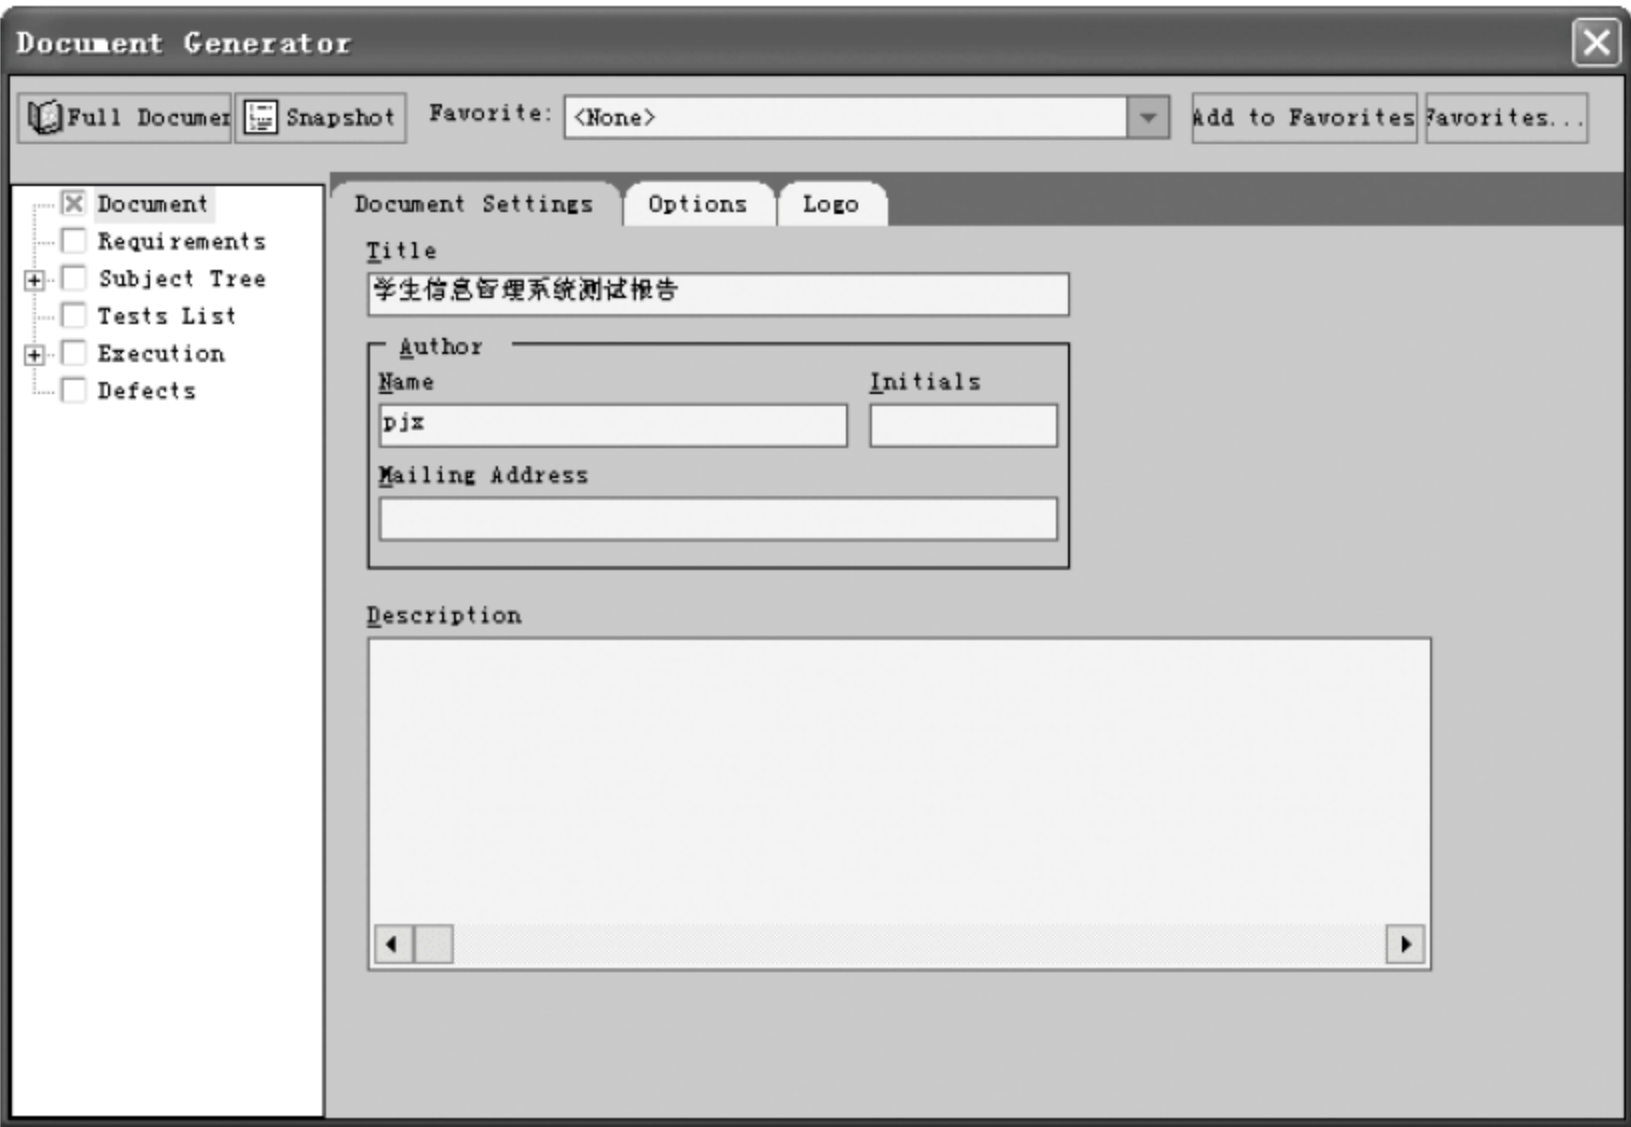 Document Generator
Full Documen
Snapshot
Favorite:
<None>
Add to Favorites
Favorites...
Document
Requirements
Subject Tree
Tests List
Execution
Defects
Document Settings
Options
Logo
Title
学生信息管理系统测试报告
Author
Name
Initials
pjx
Mailing Address
Description